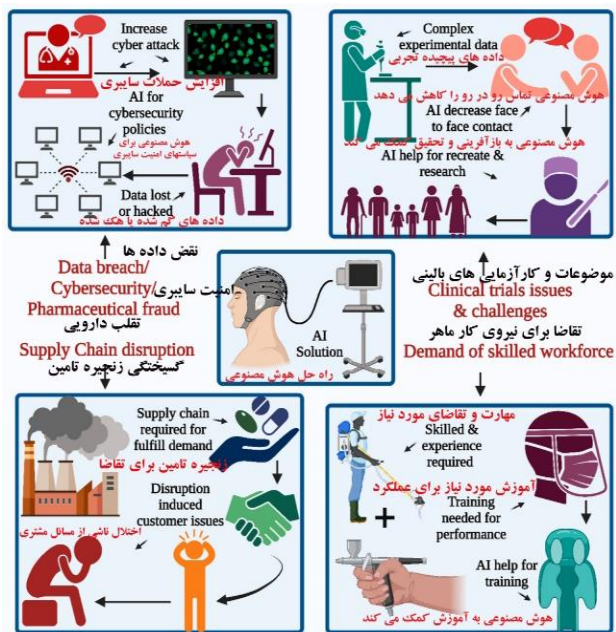 Increase
cyber attack
افزایش حملات سایبری
AI for
cybersecurity
policies
هوش مصنوعی برای
سیاستهای امنیت سایبری
Data lost
or hacked
داده های گم شده یا هک شده
Complex
experimental data
داده های پیچیده تجربی
هوش مصنوعی تماس رو در رو را کاهش می دهد
AI decrease face
to face contact
هوش مصنوعی به بازآفرینی و تحقیق کمک می کند
AI help for recreate &
research
نقض داده ها
Data breach/
Cybersecurity/
امنیت سایبری
Pharmaceutical fraud
تقلب دارویی
Supply Chain disruption
گسیختگی زنجیره تامین
AI
Solution
راه حل هوش مصنوعی
موضوعات و کارآزمایی های بالینی
Clinical trials issues
& challenges
تقاضا برای نیروی کار ماهر
Demand of skilled workforce
Supply chain
required for
fulfill demand
زنجیره تامین برای تقاضا
Disruption
induced
customer issues
اختلال ناشی از مسائل مشتری
مهارت و تقاضای مورد نیاز
Skilled &
experience
required
آموزش مورد نیاز برای عملکرد
Training
needed for
performance
AI help for
training
هوش مصنوعی به آموزش کمک می کند